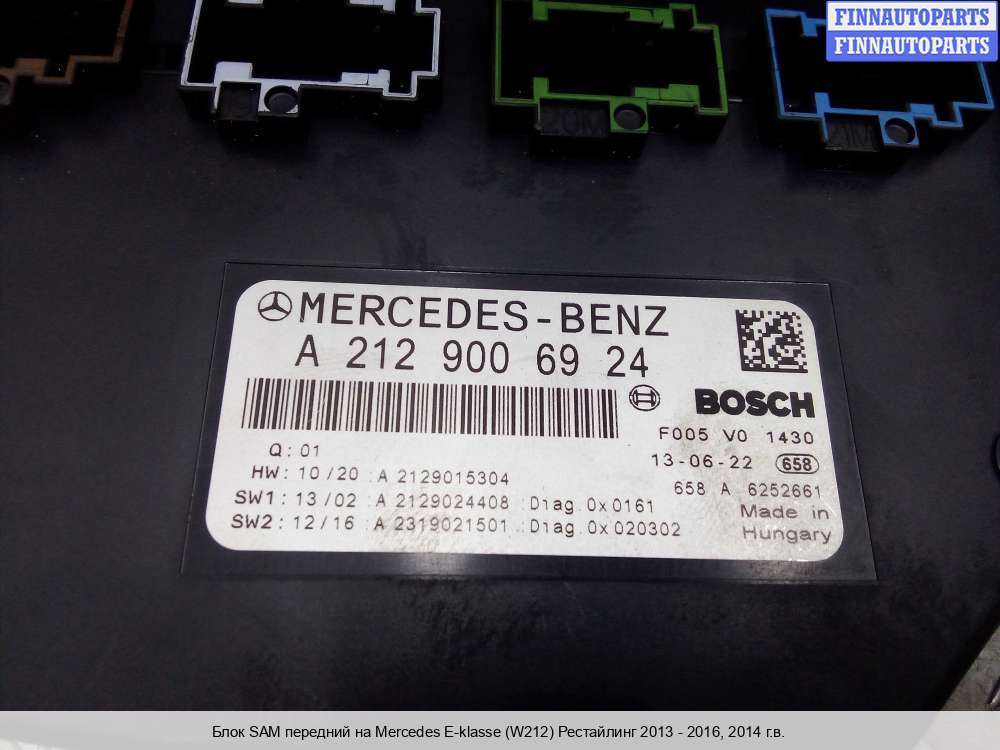 FINNAUTOPARTS
FINNAUTOPARTS
MERCEDES-BENZ
A 212 900 69 24
BOSCH
F005 V0 1430
Q: 01
13-06-22 658
HW: 10/20 A 2129015304
658 A 6252661
SW1: 13/02 A 2129024408 Diag. 0x0161
Made in
SW2: 12/16 A 2319021501 Diag. 0x020302
Hungary
Блок SAM передний на Mercedes E-klasse (W212) Рестайлинг 2013 - 2016, 2014 г.в.